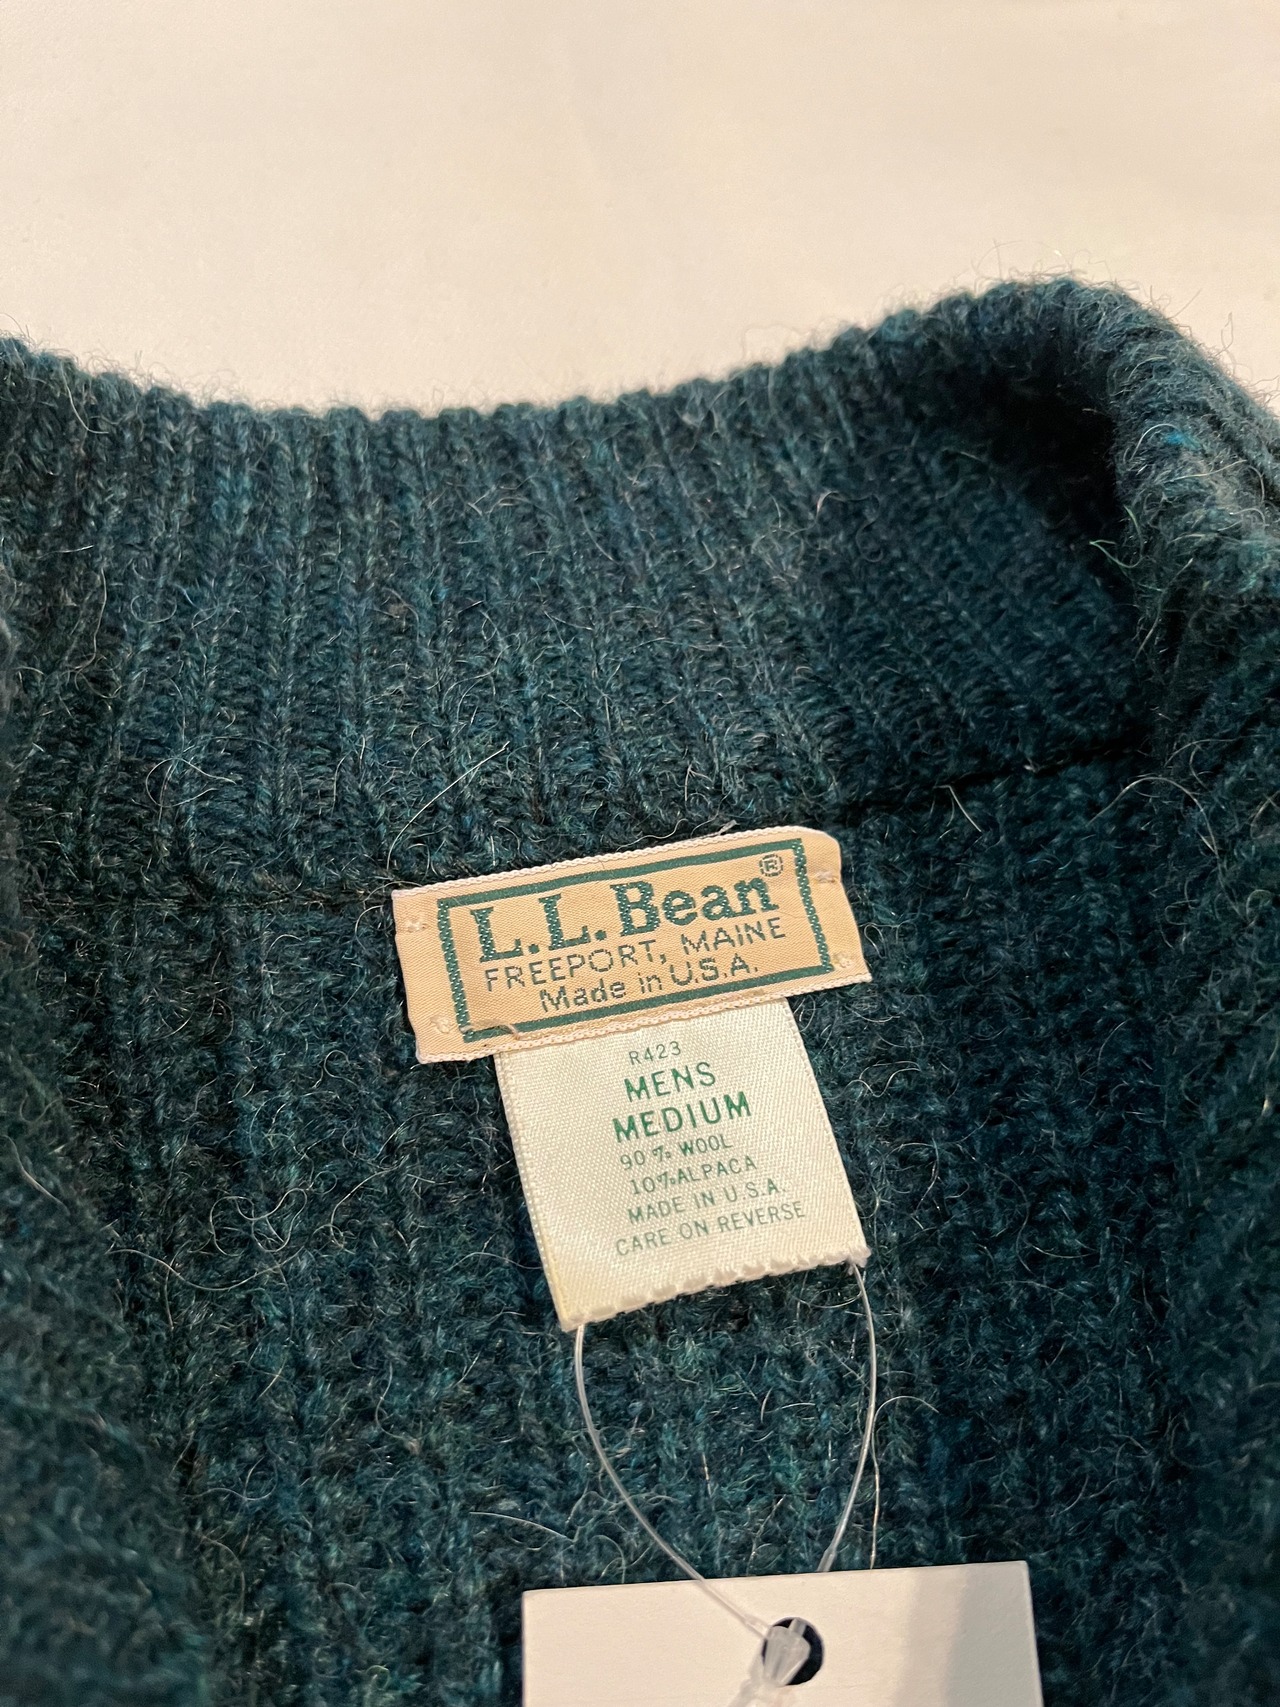 L.L.Bean®
FREEPORT, MAINE
Made in U.S.A.
R423
MENS
MEDIUM
90% WOOL
10% ALPACA
MADE IN U.S.A.
CARE ON REVERSE